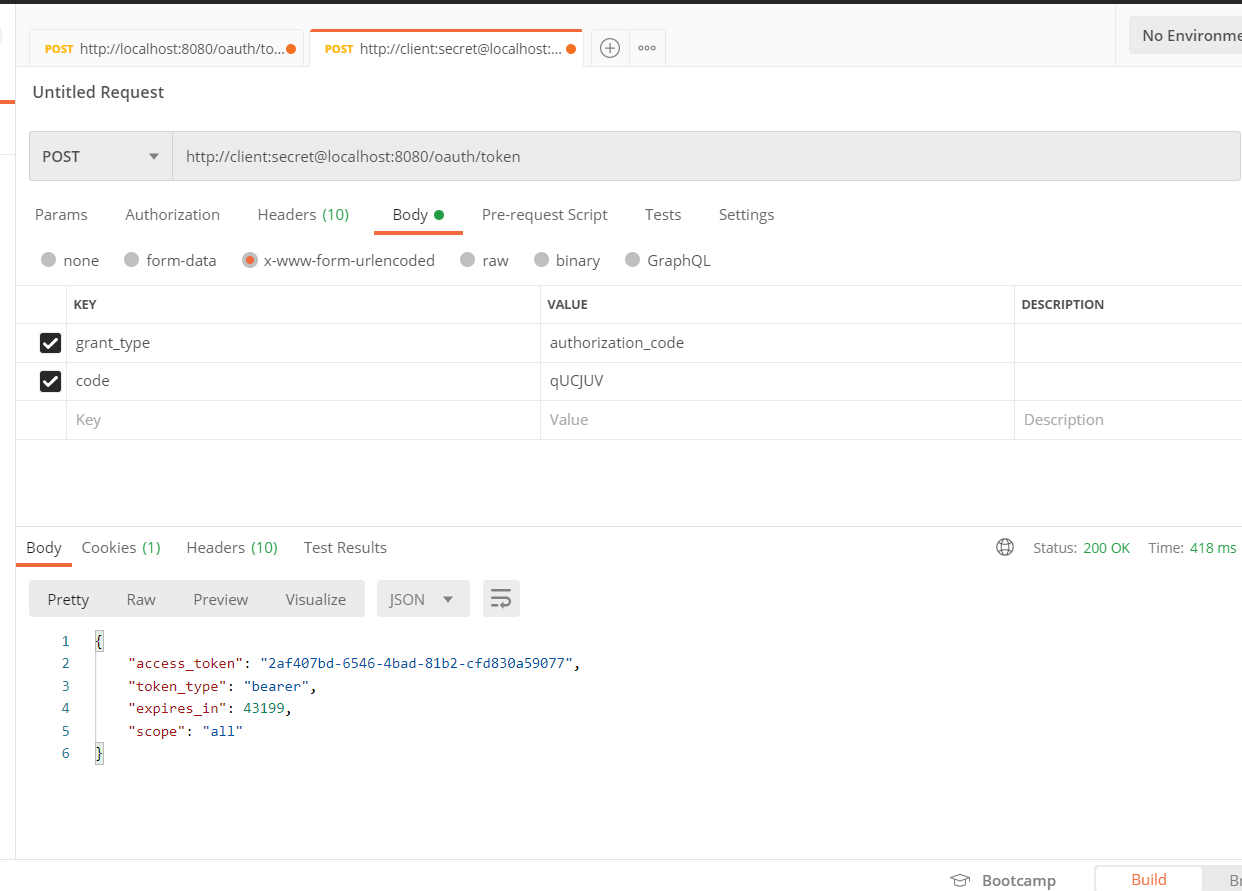 POST http://localhost:8080/oauth/to... POST http://client:secret@localhost:... No Environme
Untitled Request
POST http://client:secret@localhost:8080/oauth/token
Params Authorization Headers (10) Body Pre-request Script Tests Settings
none form-data x-www-form-urlencoded raw binary GraphQL
KEY VALUE DESCRIPTION
grant_type authorization_code
code qUCJUV
Key Value Description
Body Cookies (1) Headers (10) Test Results Status: 200 OK Time: 418 ms
Pretty Raw Preview Visualize JSON
1 {
2 "access_token": "2af407bd-6546-4bad-81b2-cfd830a59077",
3 "token_type": "bearer",
4 "expires_in": 43199,
5 "scope": "all"
6 }
Bootcamp Build Br